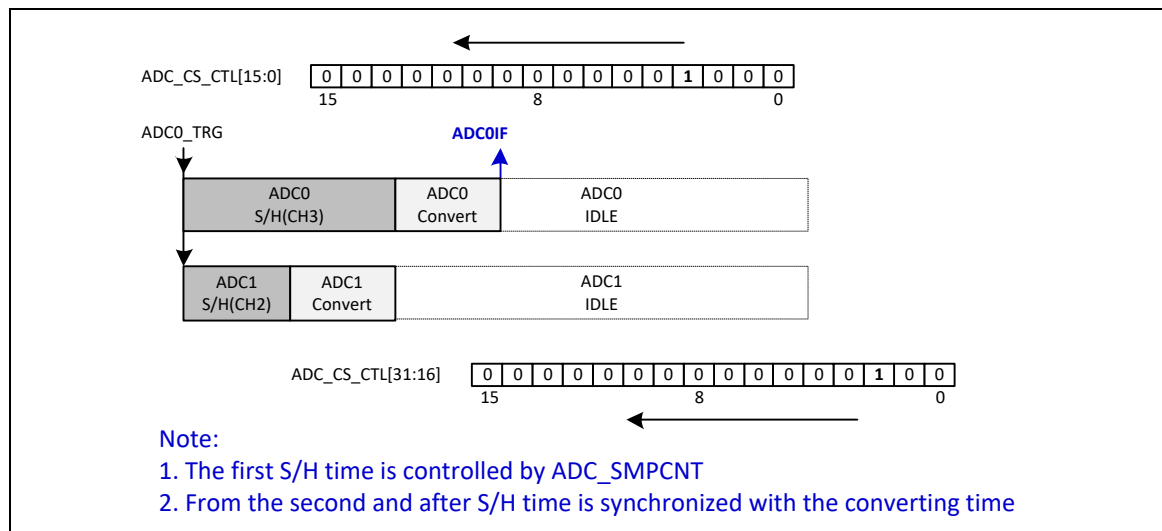 ADC_CS_CTL[15:0] 0 0 0 0 0 0 0 0 0 0 0 0 1 0 0 0
15 8 0
ADC0_TRG ADC0IF
ADC0 ADC0 ADC0
S/H(CH3) Convert IDLE
ADC1 ADC1 ADC1
S/H(CH2) Convert IDLE
ADC_CS_CTL[31:16] 0 0 0 0 0 0 0 0 0 0 0 0 0 1 0 0
15 8 0
Note:
1. The first S/H time is controlled by ADC_SMPCNT
2. From the second and after S/H time is synchronized with the converting time